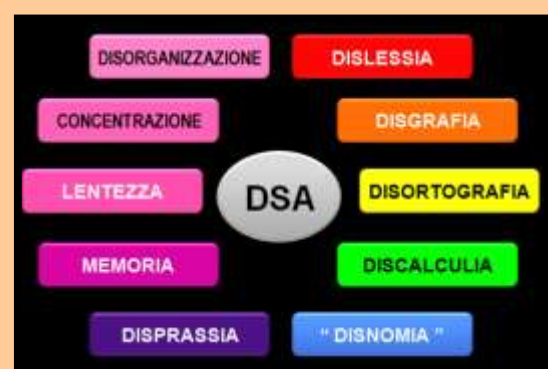 DISORGANIZZAZIONE
DISLESSIA
CONCENTRAZIONE
DISGRAFIA
LENTEZZA
DSA
DISORTOGRAFIA
MEMORIA
DISCALCULIA
DISPRASSIA
“ DISNOMIA ”